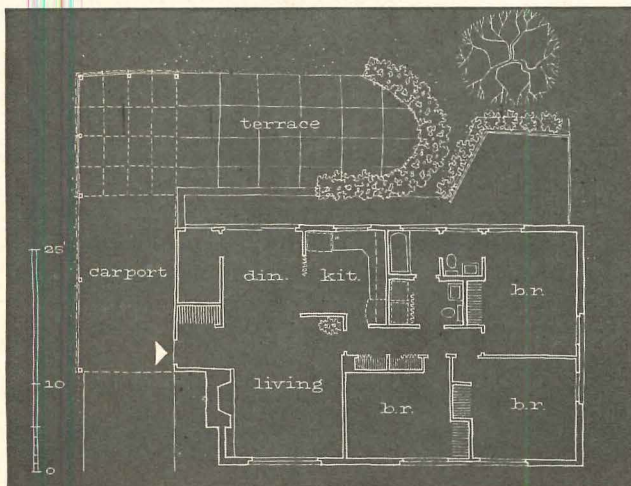 terrace
25'
carport
din.
kit.
b.r.
living
10
b.r.
b.r.
0